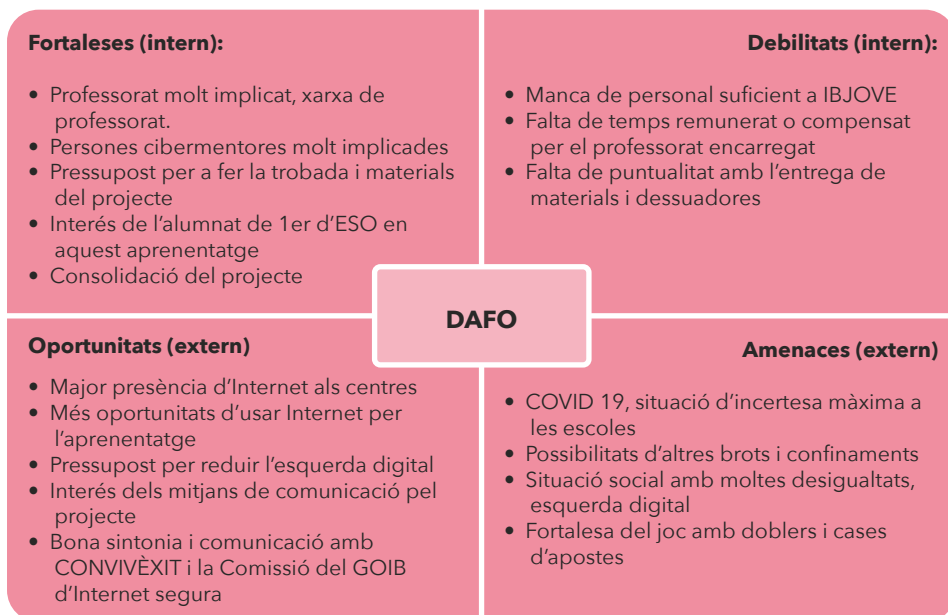 Fortaleses (intern):
• Professorat molt implicat, xarxa de
professorat.
• Persones cibermentores molt implicades
• Pressupost per a fer la trobada i materials
del projecte
• Interés de l'alumnat de 1er d'ESO en
aquest aprenentatge
• Consolidació del projecte
Debilitats (intern):
• Manca de personal suficient a IBJOVE
• Falta de temps remunerat o compensat
per el professorat encarregat
• Falta de puntualitat amb l'entrega de
materials i dessuadores
DAFO
Oportunitats (extern)
• Major presència d'Internet als centres
• Més oportunitats d'usar Internet per
l'aprenentatge
• Pressupost per reduir l'esquerda digital
• Interés dels mitjans de comunicació pel
projecte
• Bona sintonia i comunicació amb
CONVIVÈXIT i la Comissió del GOIB
d'Internet segura
Amenaces (extern)
• COVID 19, situació d'incertesa màxima a
les escoles
• Possibilitats d'altres brots i confinaments
• Situació social amb moltes desigualtats,
esquerda digital
• Fortalesa del joc amb doblers i cases
d'apostes